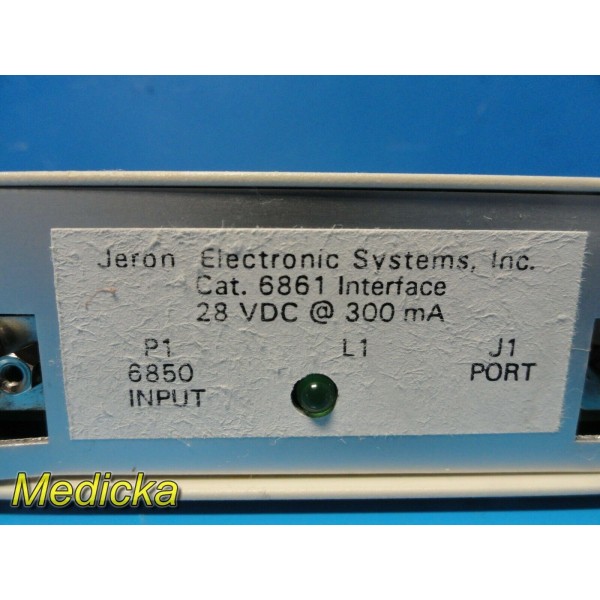 Jeron Electronic Systems, Inc.
Cat. 6861 Interface
28 VDC @ 300 mA
P1 L1 J1
6850 PORT
INPUT
Medicka